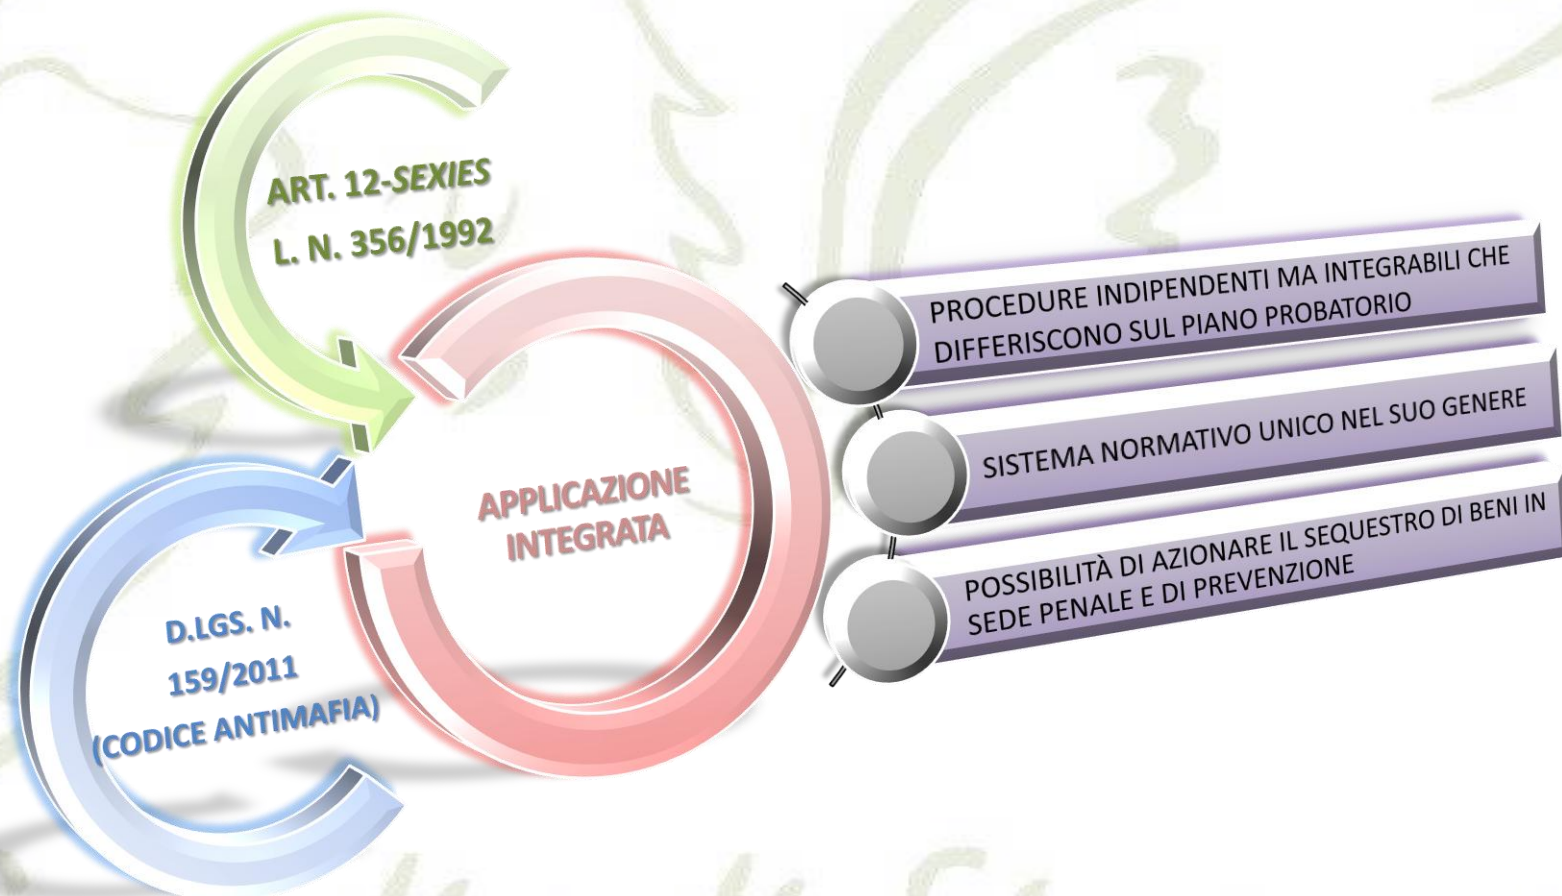 ART. 12-SEXIES
L. N. 356/1992
D.LGS. N.
159/2011
(CODICE ANTIMAFIA)
APPLICAZIONE
INTEGRATA
PROCEDURE INDIPENDENTI MA INTEGRABILI CHE
DIFFERISCONO SUL PIANO PROBATORIO
SISTEMA NORMATIVO UNICO NEL SUO GENERE
POSSIBILITÀ DI AZIONARE IL SEQUESTRO DI BENI IN
SEDE PENALE E DI PREVENZIONE